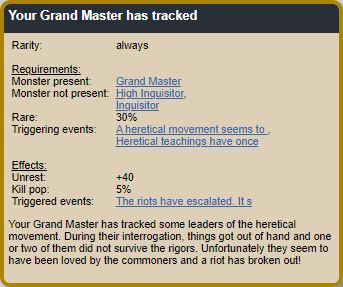 Your Grand Master has tracked
Rarity: always
Requirements:
Monster present: Grand Master
Monster not present: High Inquisitor,
Inquisitor
Rare: 30%
Triggering events: A heretical movement seems to ,
Heretical teachings have once
Effects:
Unrest: +40
Kill pop: 5%
Triggered events: The riots have escalated. It s
Your Grand Master has tracked some leaders of the heretical
movement. During their interrogation, things got out of hand and one
or two of them did not survive the rigors. Unfortunately they seem to
have been loved by the commoners and a riot has broken out!